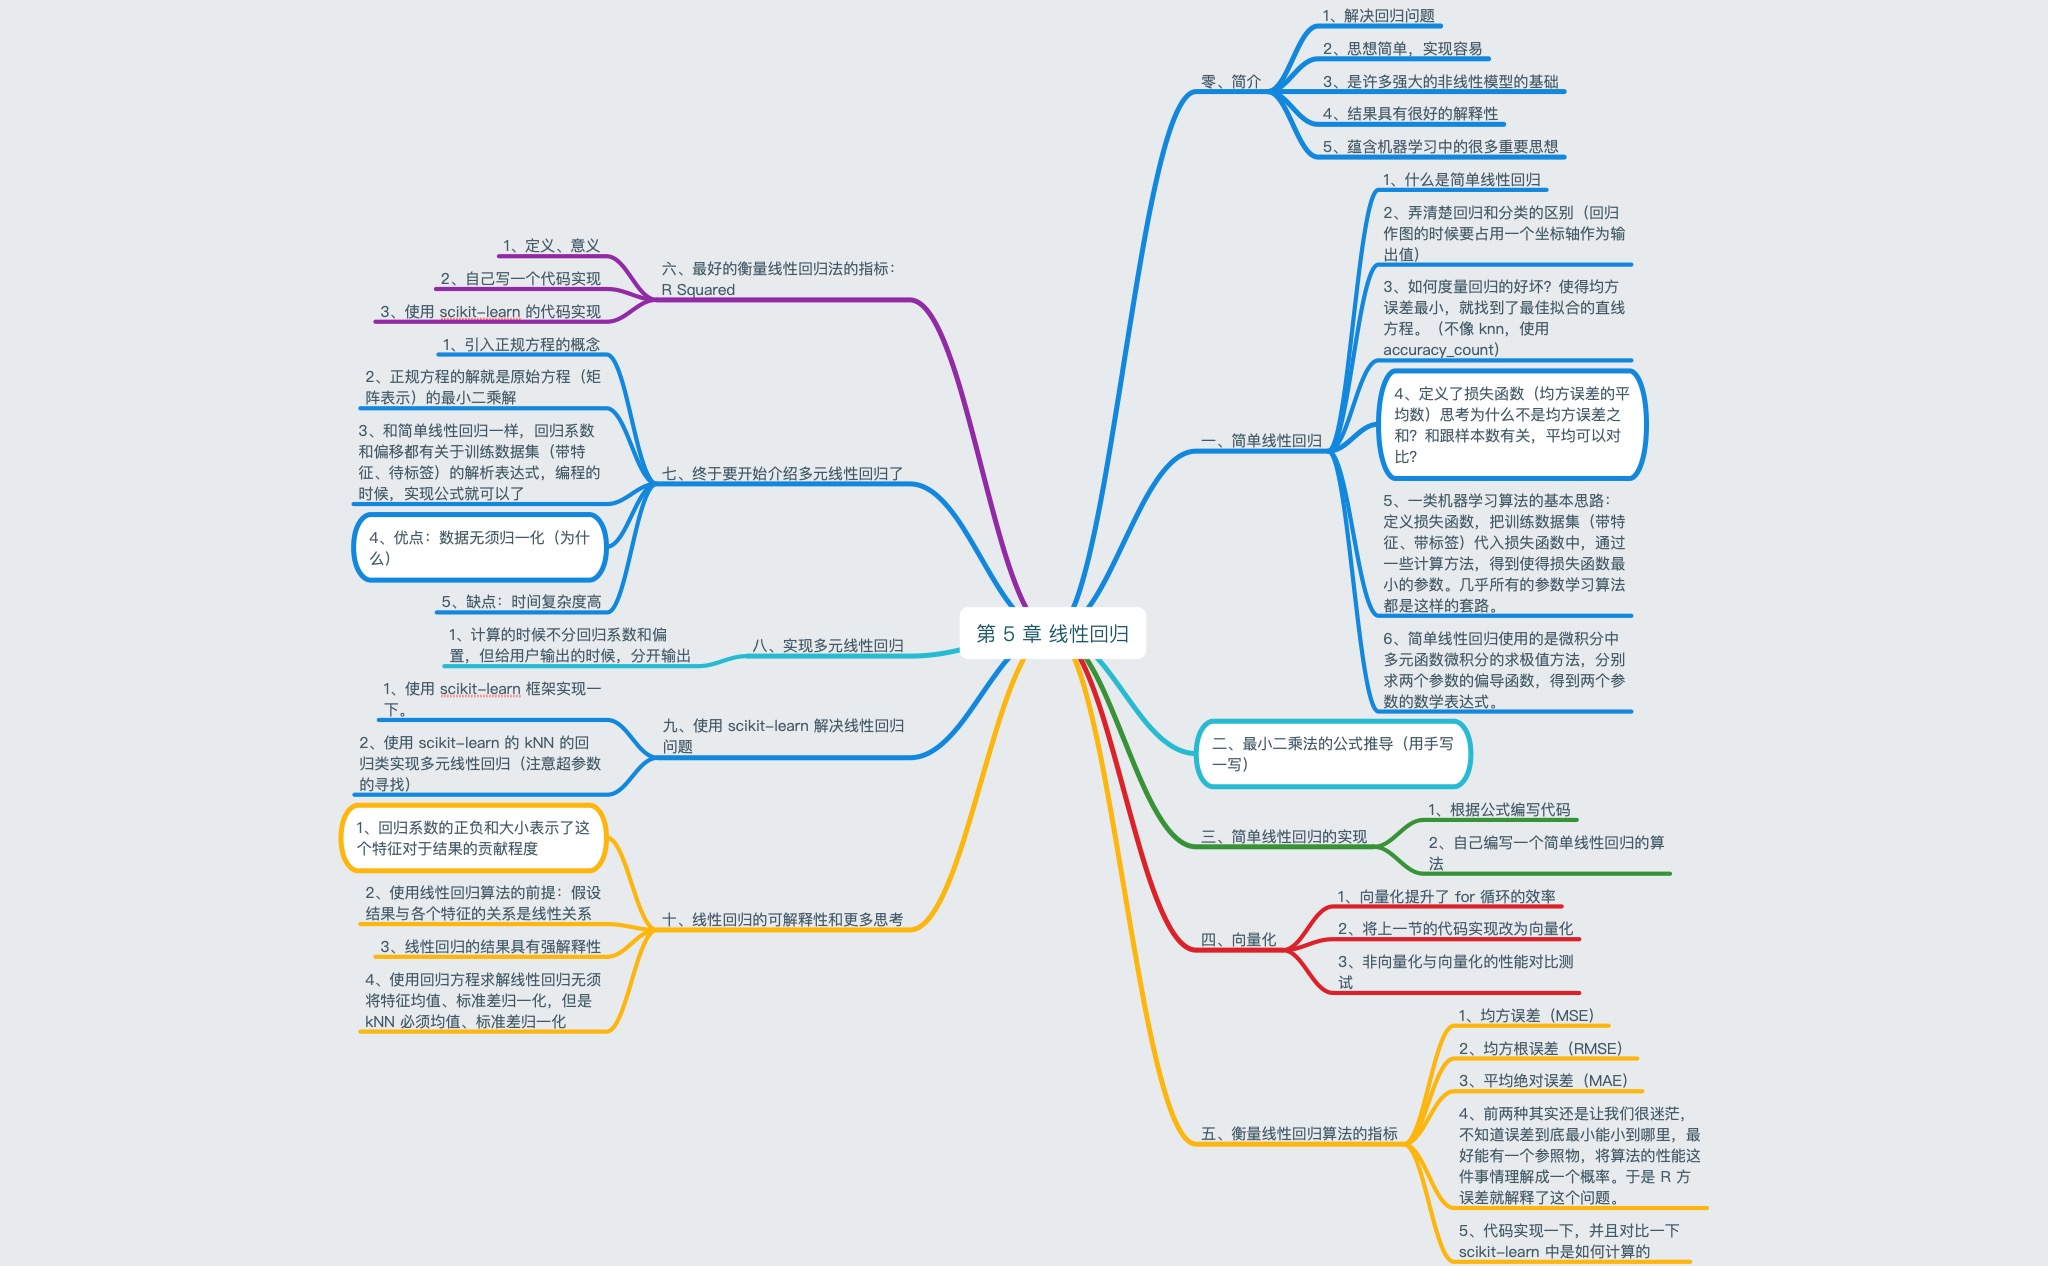 第 5 章 线性回归
零、简介
1、解决回归问题
2、思想简单，实现容易
3、是许多强大的非线性模型的基础
4、结果具有很好的解释性
5、蕴含机器学习中的很多重要思想
一、简单线性回归
1、什么是简单线性回归
2、弄清楚回归和分类的区别（回归
作图的时候要占用一个坐标轴作为输
出值）
3、如何度量回归的好坏？使得均方
误差最小，就找到了最佳拟合的直线
方程。（不像 knn，使用
accuracy_count）
4、定义了损失函数（均方误差的平
均数）思考为什么不是均方误差之
和？和跟样本数有关，平均可以对
比？
5、一类机器学习算法的基本思路：
定义损失函数，把训练数据集（带特
征、带标签）代入损失函数中，通过
一些计算方法，得到使得损失函数最
小的参数。几乎所有的参数学习算法
都是这样的套路。
6、简单线性回归使用的是微积分中
多元函数微积分的求极值方法，分别
求两个参数的偏导函数，得到两个参
数的数学表达式。
二、最小二乘法的公式推导（用手写
一写）
三、简单线性回归的实现
1、根据公式编写代码
2、自己编写一个简单线性回归的算
法
四、向量化
1、向量化提升了 for 循环的效率
2、将上一节的代码实现改为向量化
3、非向量化与向量化的性能对比测
试
五、衡量线性回归算法的指标
1、均方误差（MSE）
2、均方根误差（RMSE）
3、平均绝对误差（MAE）
4、前两种其实还是让我们很迷茫，
不知道误差到底最小能小到哪里，最
好能有一个参照物，将算法的性能这
件事情理解成一个概率。于是 R 方
误差就解释了这个问题。
5、代码实现一下，并且对比一下
scikit-learn 中是如何计算的
六、最好的衡量线性回归法的指标：
R Squared
1、定义、意义
2、自己写一个代码实现
3、使用 scikit-learn 的代码实现
七、终于要开始介绍多元线性回归了
1、引入正规方程的概念
2、正规方程的解就是原始方程（矩
阵表示）的最小二乘解
3、和简单线性回归一样，回归系数
和偏移都有关于训练数据集（带特
征、待标签）的解析表达式，编程的
时候，实现公式就可以了
4、优点：数据无须归一化（为什
么）
5、缺点：时间复杂度高
八、实现多元线性回归
1、计算的时候不分回归系数和偏
置，但给用户输出的时候，分开输出
九、使用 scikit-learn 解决线性回归
问题
1、使用 scikit-learn 框架实现一
下。
2、使用 scikit-learn 的 kNN 的回
归类实现多元线性回归（注意超参数
的寻找）
十、线性回归的可解释性和更多思考
1、回归系数的正负和大小表示了这
个特征对于结果的贡献程度
2、使用线性回归算法的前提：假设
结果与各个特征的关系是线性关系
3、线性回归的结果具有强解释性
4、使用回归方程求解线性回归无须
将特征均值、标准差归一化，但是
kNN 必须均值、标准差归一化